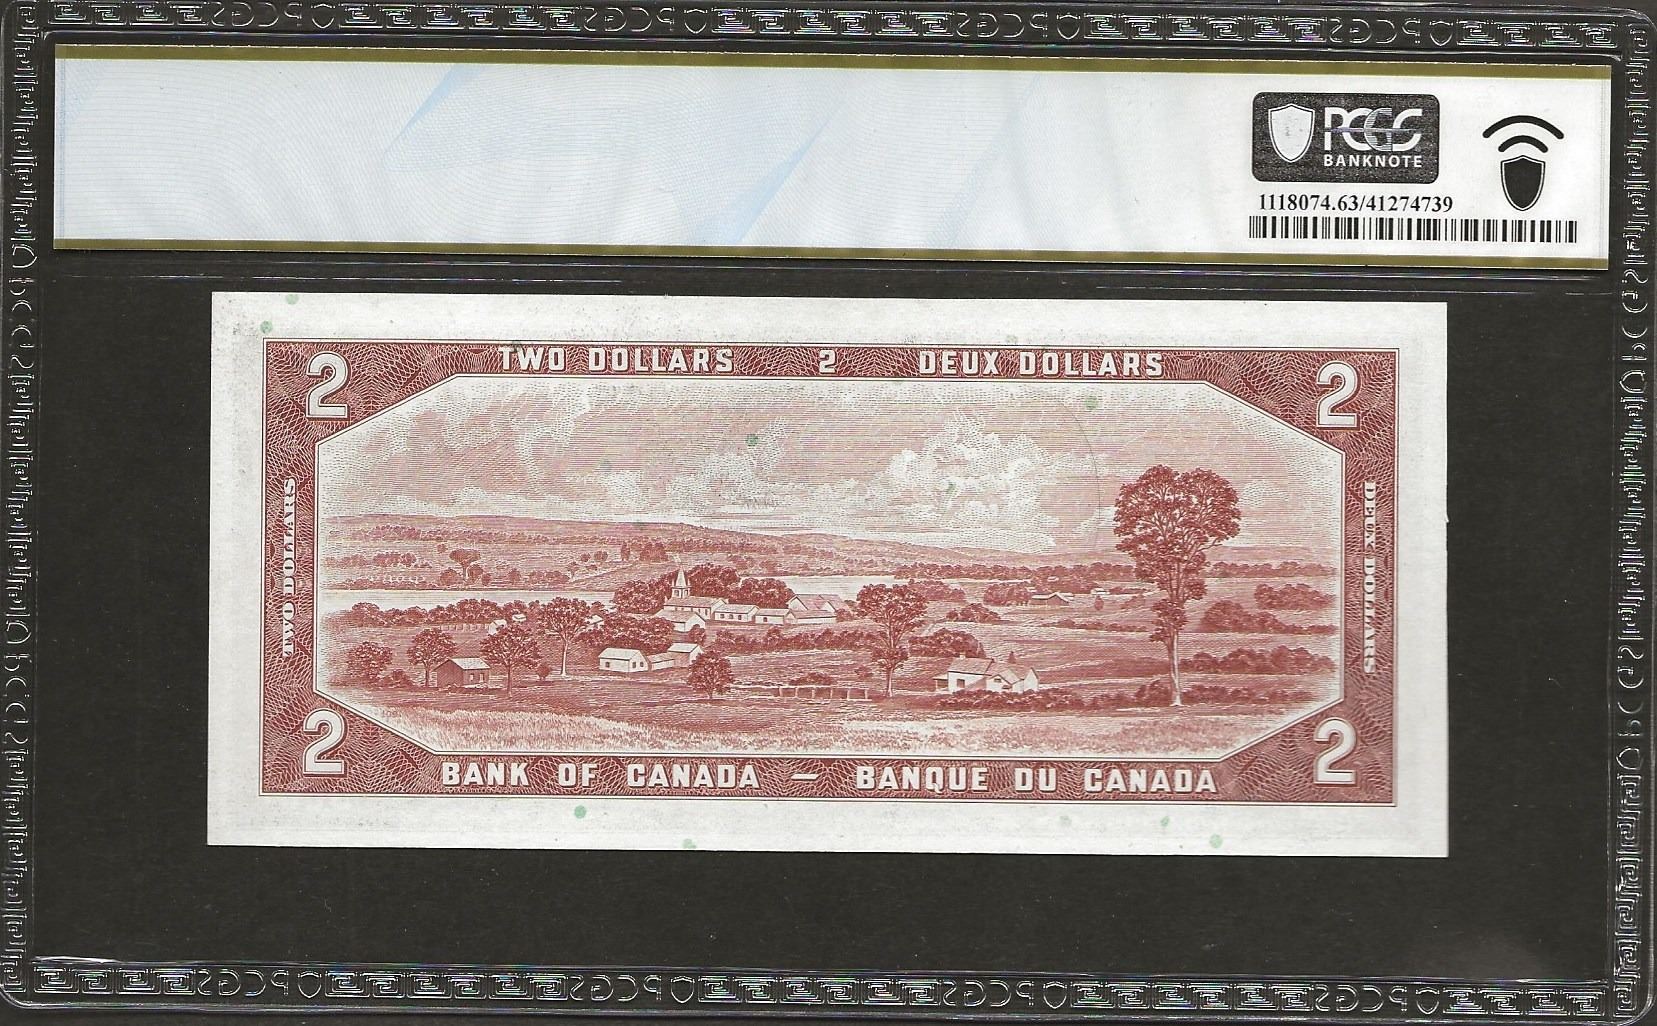 PCGS
BANKNOTE
1118074.63/41274739
TWO DOLLARS 2 DEUX DOLLARS
2 2
TWO DOLLARS
DEUX DOLLARS
2 2
BANK OF CANADA — BANQUE DU CANADA